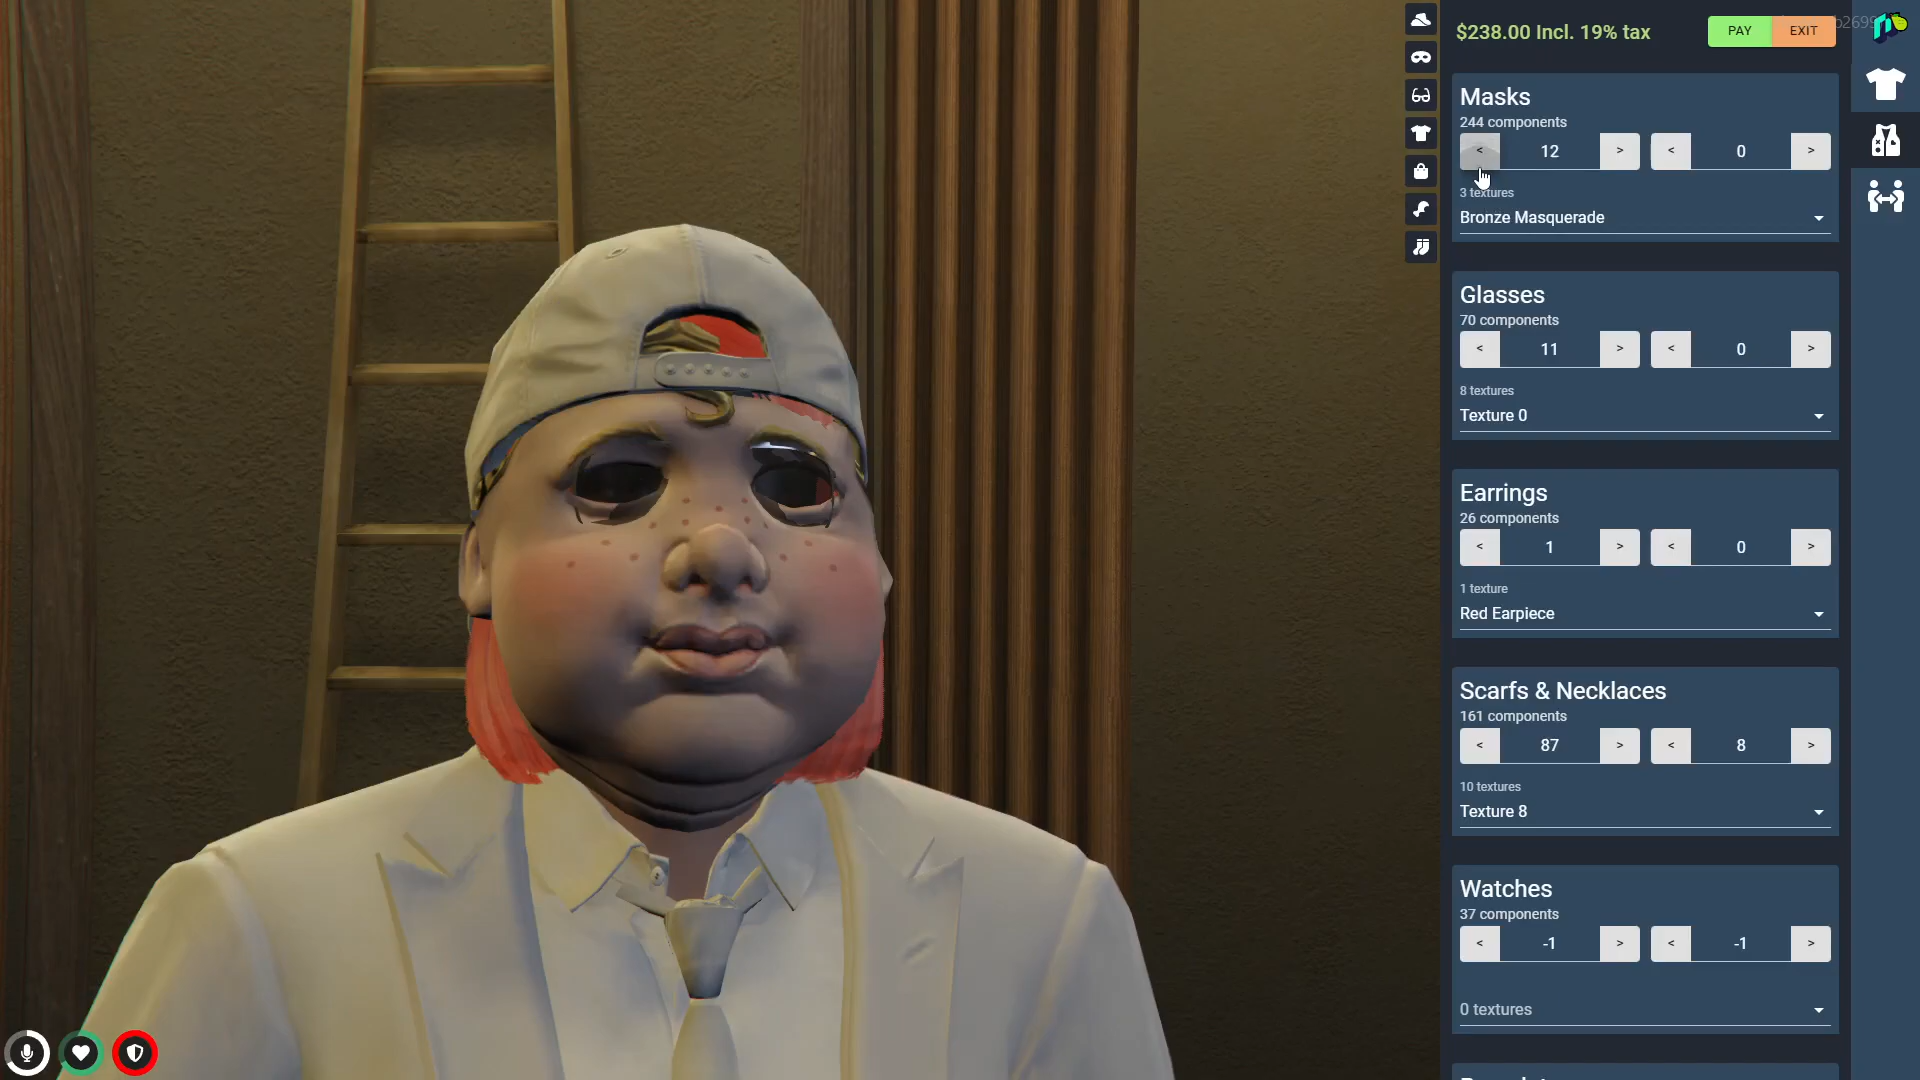 $238.00 Incl. 19% tax
PAY
EXIT
Masks
244 components
< 12 > < 0 >
3 textures
Bronze Masquerade
Glasses
70 components
< 11 > < 0 >
8 textures
Texture 0
Earrings
26 components
< 1 > < 0 >
1 texture
Red Earpiece
Scarfs & Necklaces
161 components
< 87 > < 8 >
10 textures
Texture 8
Watches
37 components
< -1 > < -1 >
0 textures